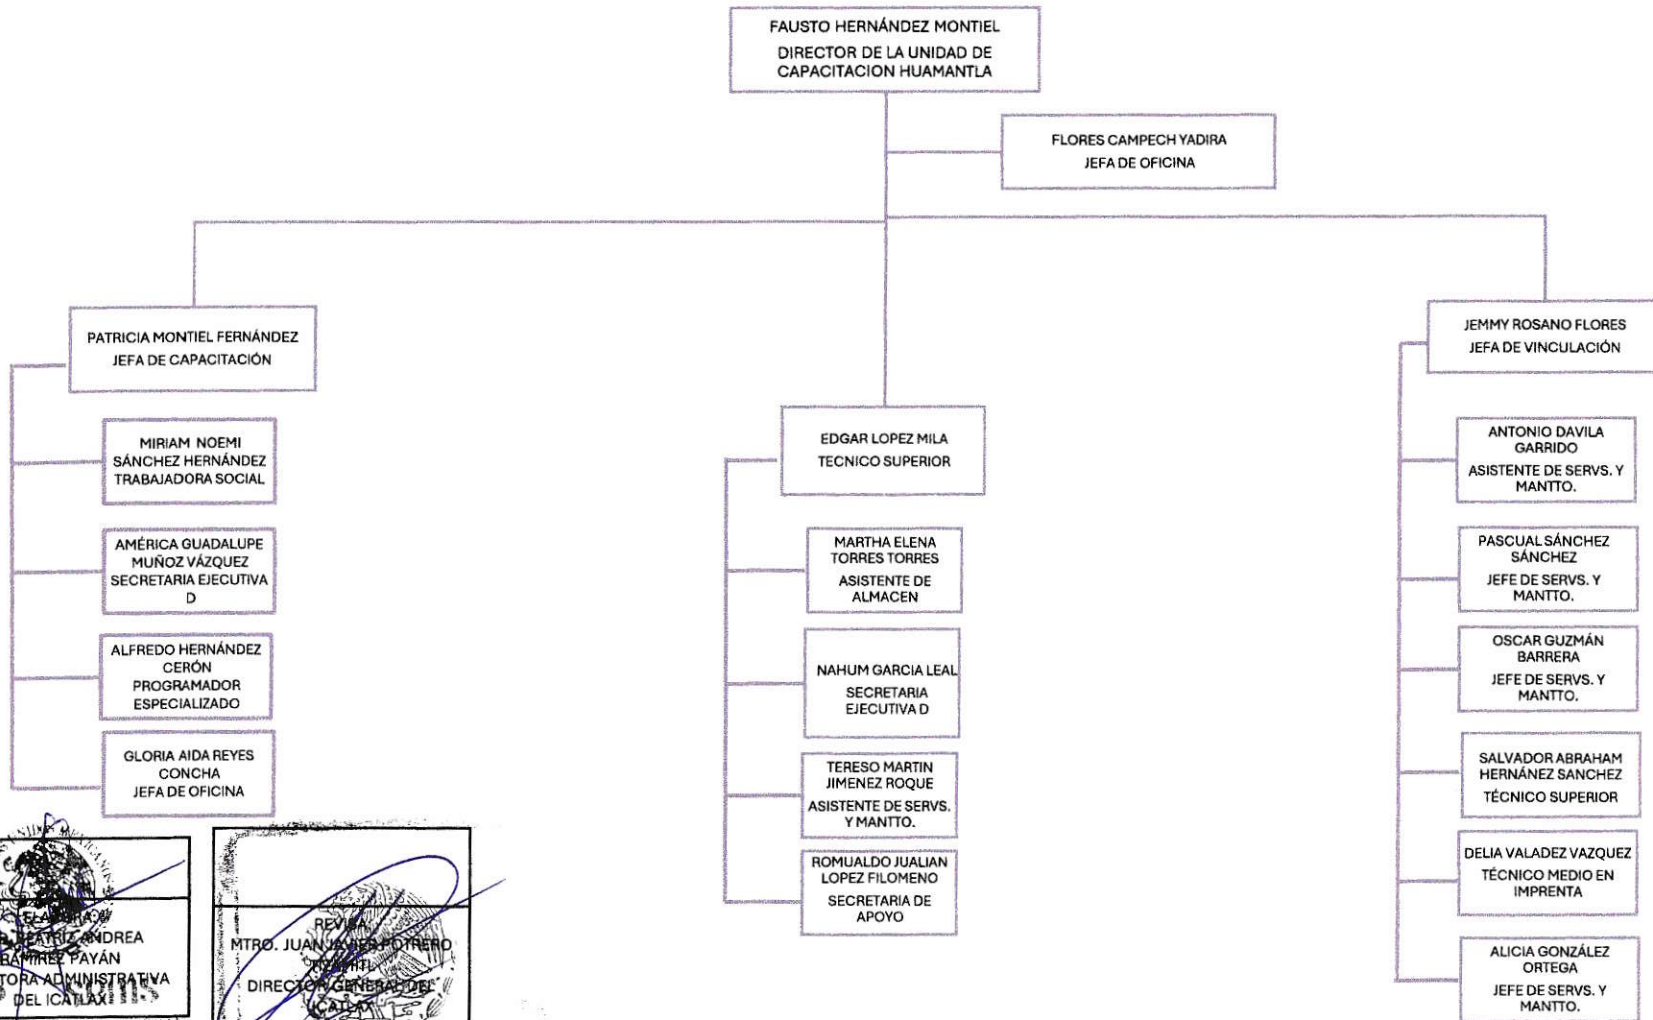 FAUSTO HERNÁNDEZ MONTIEL
DIRECTOR DE LA UNIDAD DE
CAPACITACION HUAMANTLA
FLORES CAMPECH YADIRA
JEFA DE OFICINA
PATRICIA MONTIEL FERNÁNDEZ
JEFA DE CAPACITACIÓN
MIRIAM NOEMI
SÁNCHEZ HERNÁNDEZ
TRABAJADORA SOCIAL
AMÉRICA GUADALUPE
MUÑOZ VÁZQUEZ
SECRETARIA EJECUTIVA
D
ALFREDO HERNÁNDEZ
CERÓN
PROGRAMADOR
ESPECIALIZADO
GLORIA AIDA REYES
CONCHA
JEFA DE OFICINA
EDGAR LOPEZ MILA
TECNICO SUPERIOR
MARTHA ELENA
TORRES TORRES
ASISTENTE DE
ALMACEN
NAHUM GARCIA LEAL
SECRETARIA
EJECUTIVA D
TERESO MARTIN
JIMENEZ ROQUE
ASISTENTE DE SERVS.
Y MANTTO.
ROMUALDO JUALIAN
LOPEZ FILOMENO
SECRETARIA DE
APOYO
JEMMY ROSANO FLORES
JEFA DE VINCULACIÓN
ANTONIO DAVILA
GARRIDO
ASISTENTE DE SERVS. Y
MANTTO.
PASCUAL SÁNCHEZ
SÁNCHEZ
JEFE DE SERVS. Y
MANTTO.
OSCAR GUZMÁN
BARRERA
JEFE DE SERVS. Y
MANTTO.
SALVADOR ABRAHAM
HERNÁNEZ SANCHEZ
TÉCNICO SUPERIOR
DELIA VALADEZ VAZQUEZ
TÉCNICO MEDIO EN
IMPRENTA
ALICIA GONZÁLEZ
ORTEGA
JEFE DE SERVS. Y
MANTTO.
BEATRIZ ANDREA
RAMÍREZ PAYÁN
TORA ADMINISTRATIVA
DEL ICATLAX
REVISA
MTRO. JUAN JAVIER POTRERO
DIRECTOR GENERAL DEL
ICATLAX